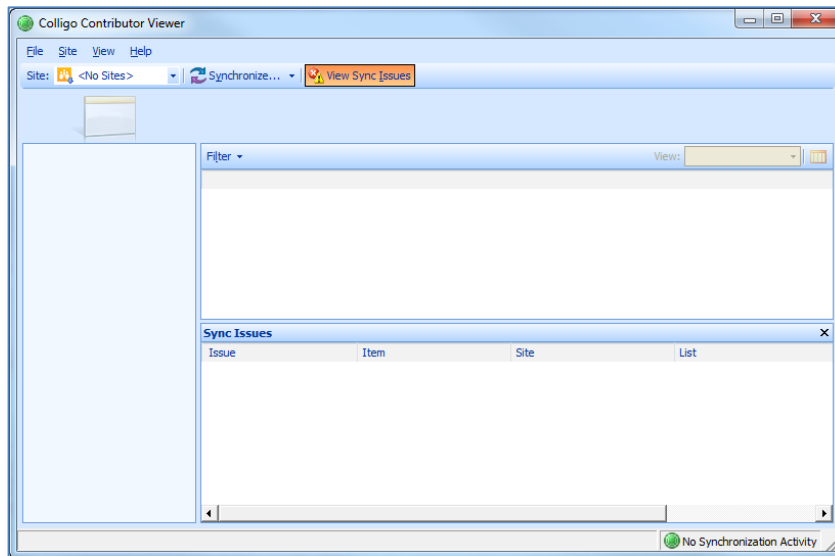 Colligo Contributor Viewer
File Site View Help
Site: <No Sites> Synchronize... View Sync Issues
Filter View:
Sync Issues
Issue Item Site List
No Synchronization Activity